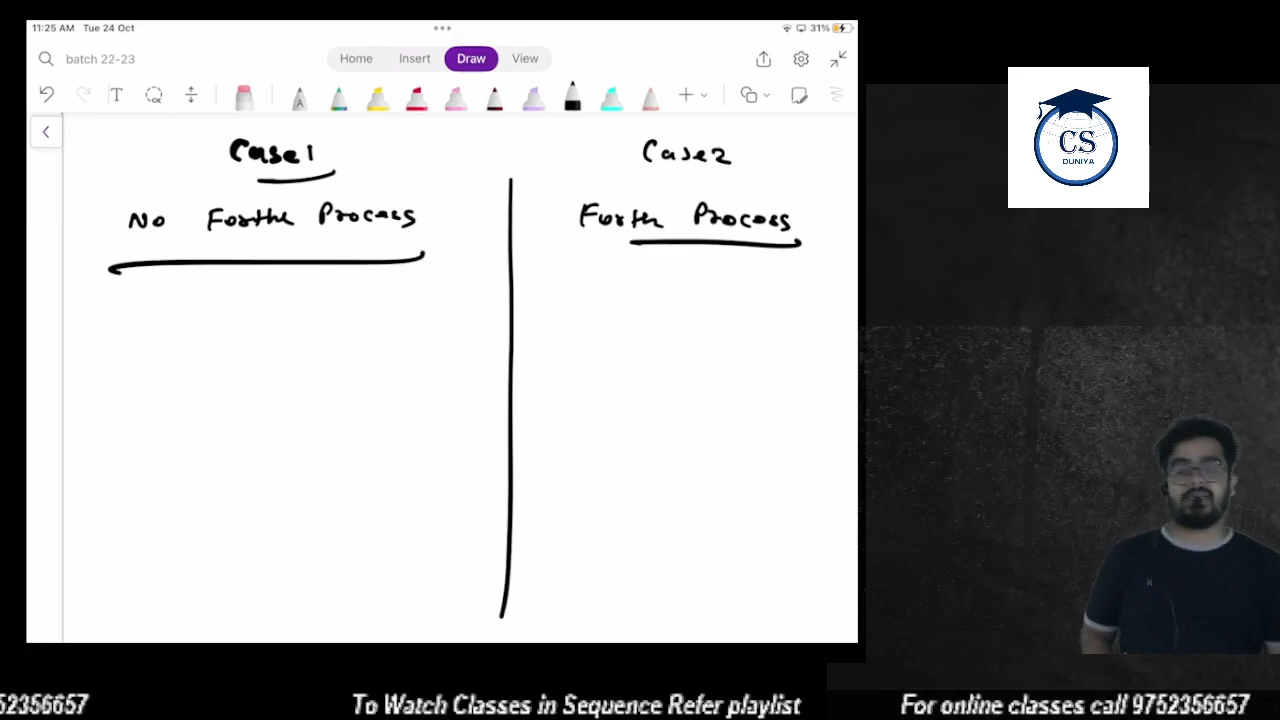 11:25 AM Tue 24 Oct
31%
batch 22-23
Home Insert Draw View
T
A
Case1
Case2
No Forthe Process
Forth Process
CS
DUNIYA
52356657 To Watch Classes in Sequence Refer playlist For online classes call 9752356657